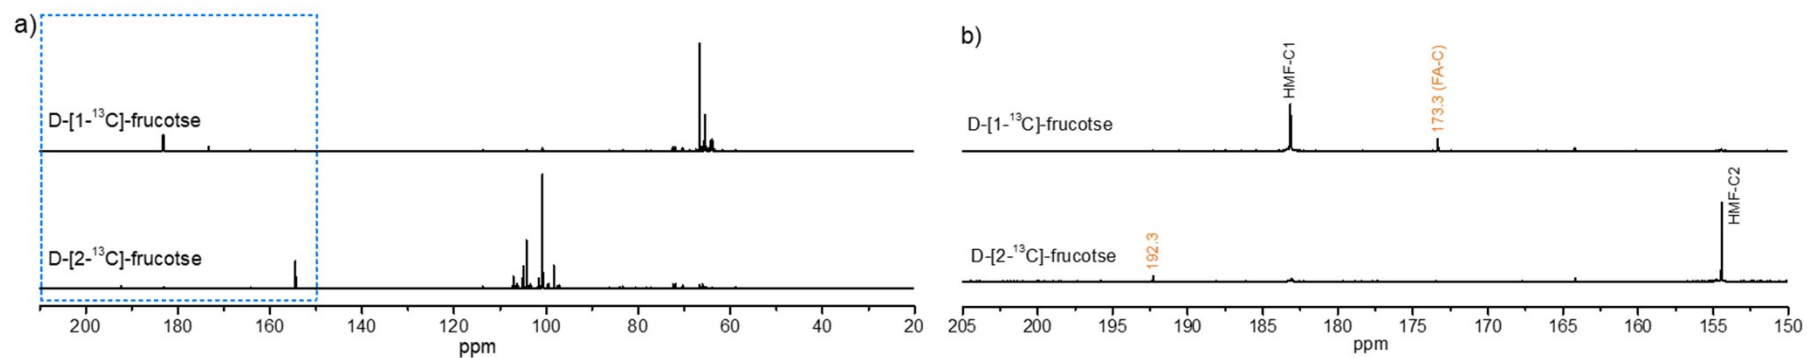 a)
D-[1-¹³C]-frucotse
D-[2-¹³C]-frucotse
200 180 160 140 120 100 80 60 40 20
ppm
b)
HMF-C1
173.3 (FA-C)
D-[1-¹³C]-frucotse
HMF-C2
192.3
D-[2-¹³C]-frucotse
205 200 195 190 185 180 175 170 165 160 155 150
ppm